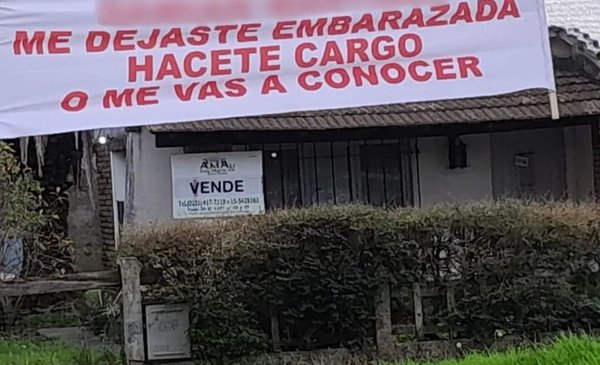 ME DEJASTE EMBARAZADA
HACETE CARGO
O ME VAS A CONOCER
VENDE